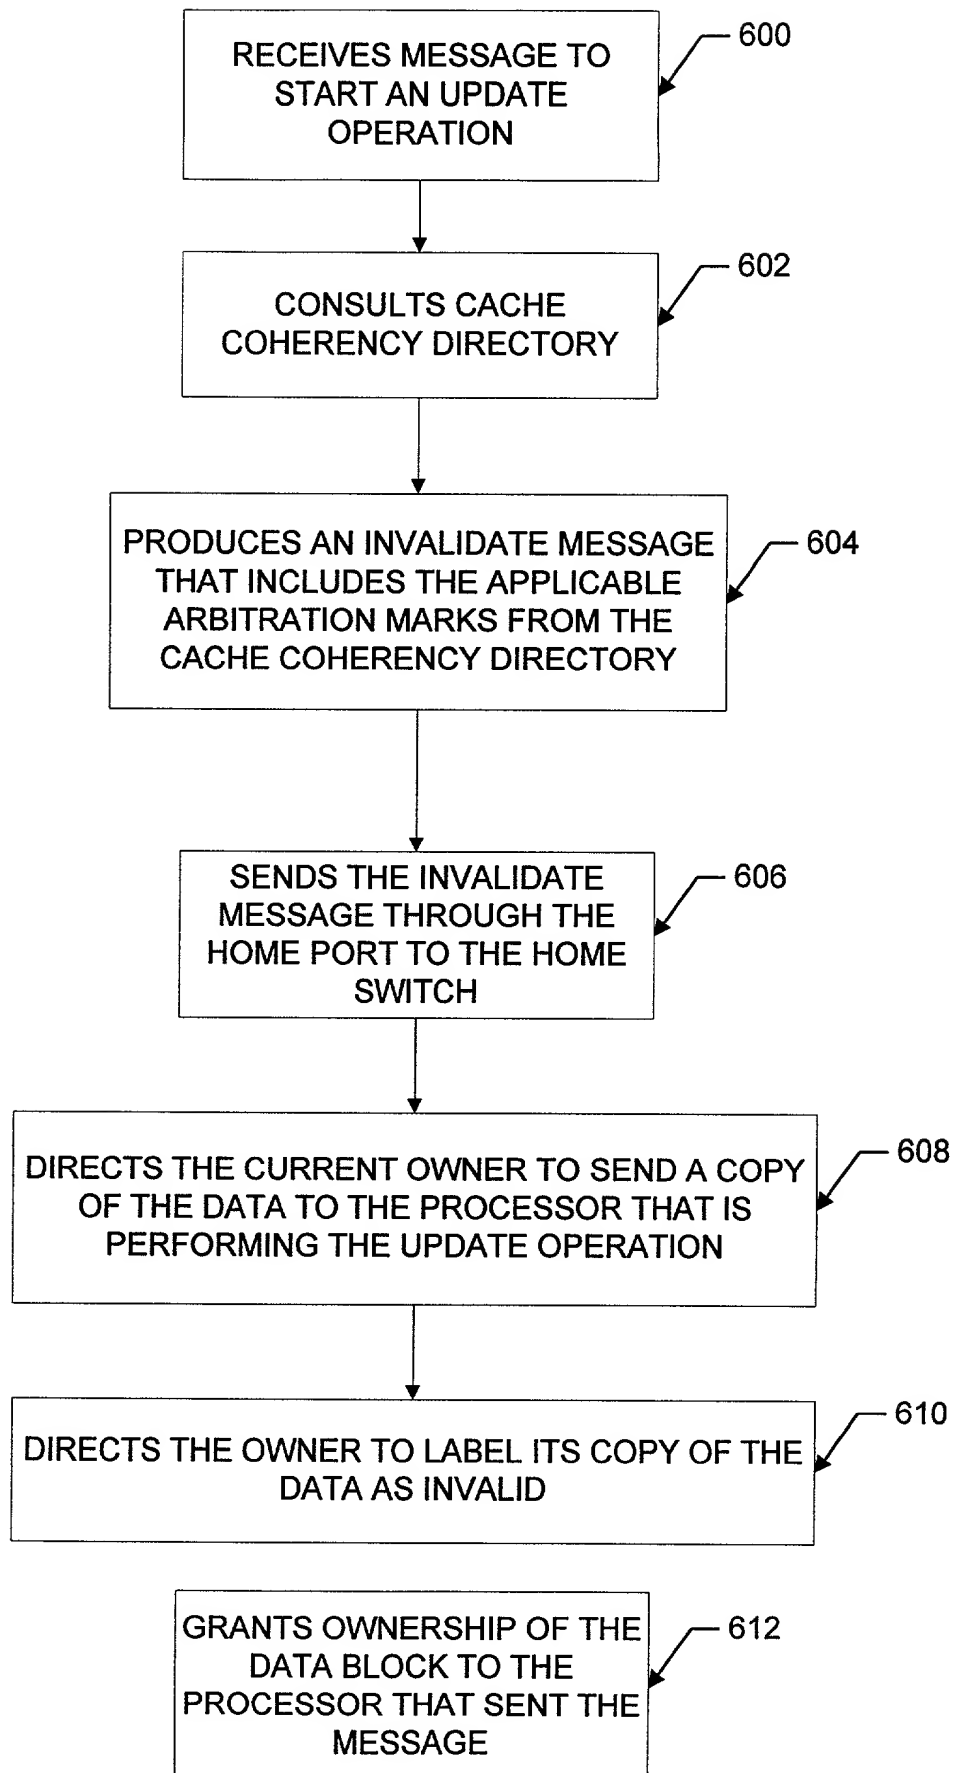 RECEIVES MESSAGE TO
START AN UPDATE
OPERATION
600
CONSULTS CACHE
COHERENCY DIRECTORY
602
PRODUCES AN INVALIDATE MESSAGE
THAT INCLUDES THE APPLICABLE
ARBITRATION MARKS FROM THE
CACHE COHERENCY DIRECTORY
604
SENDS THE INVALIDATE
MESSAGE THROUGH THE
HOME PORT TO THE HOME
SWITCH
606
DIRECTS THE CURRENT OWNER TO SEND A COPY
OF THE DATA TO THE PROCESSOR THAT IS
PERFORMING THE UPDATE OPERATION
608
DIRECTS THE OWNER TO LABEL ITS COPY OF THE
DATA AS INVALID
610
GRANTS OWNERSHIP OF THE
DATA BLOCK TO THE
PROCESSOR THAT SENT THE
MESSAGE
612